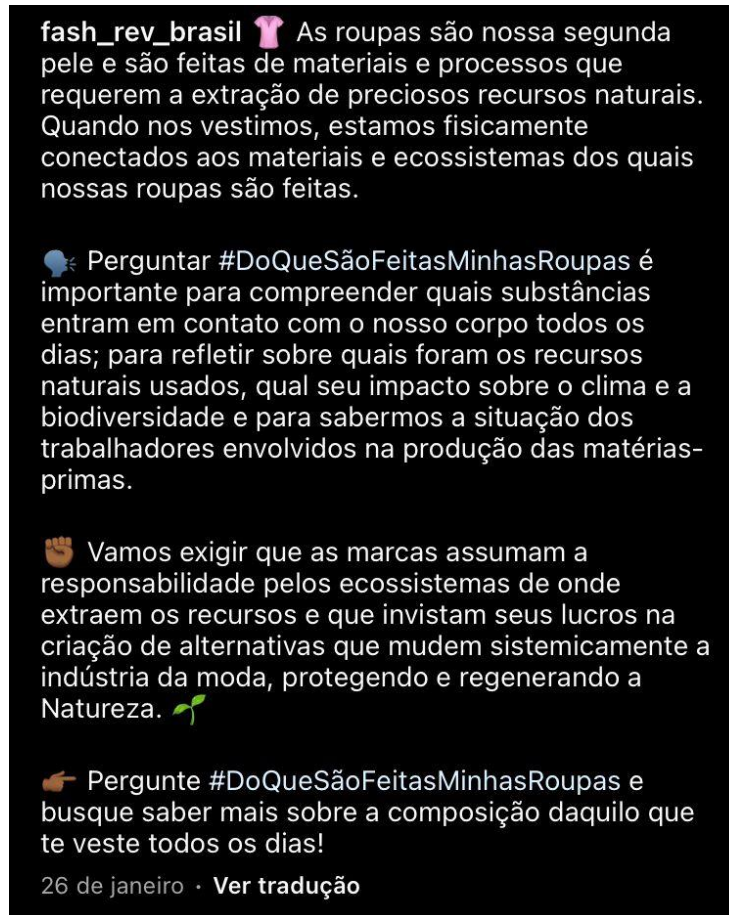 fash_rev_brasil 👚 As roupas são nossa segunda
pele e são feitas de materiais e processos que
requerem a extração de preciosos recursos naturais.
Quando nos vestimos, estamos fisicamente
conectados aos materiais e ecossistemas dos quais
nossas roupas são feitas.
🗣️ Perguntar #DoQueSãoFeitasMinhasRoupas é
importante para compreender quais substâncias
entram em contato com o nosso corpo todos os
dias; para refletir sobre quais foram os recursos
naturais usados, qual seu impacto sobre o clima e a
biodiversidade e para sabermos a situação dos
trabalhadores envolvidos na produção das matérias-
primas.
✊🏾 Vamos exigir que as marcas assumam a
responsabilidade pelos ecossistemas de onde
extraem os recursos e que invistam seus lucros na
criação de alternativas que mudem sistemicamente a
indústria da moda, protegendo e regenerando a
Natureza. 🌱
👉🏾 Pergunte #DoQueSãoFeitasMinhasRoupas e
busque saber mais sobre a composição daquilo que
te veste todos os dias!
26 de janeiro · Ver tradução